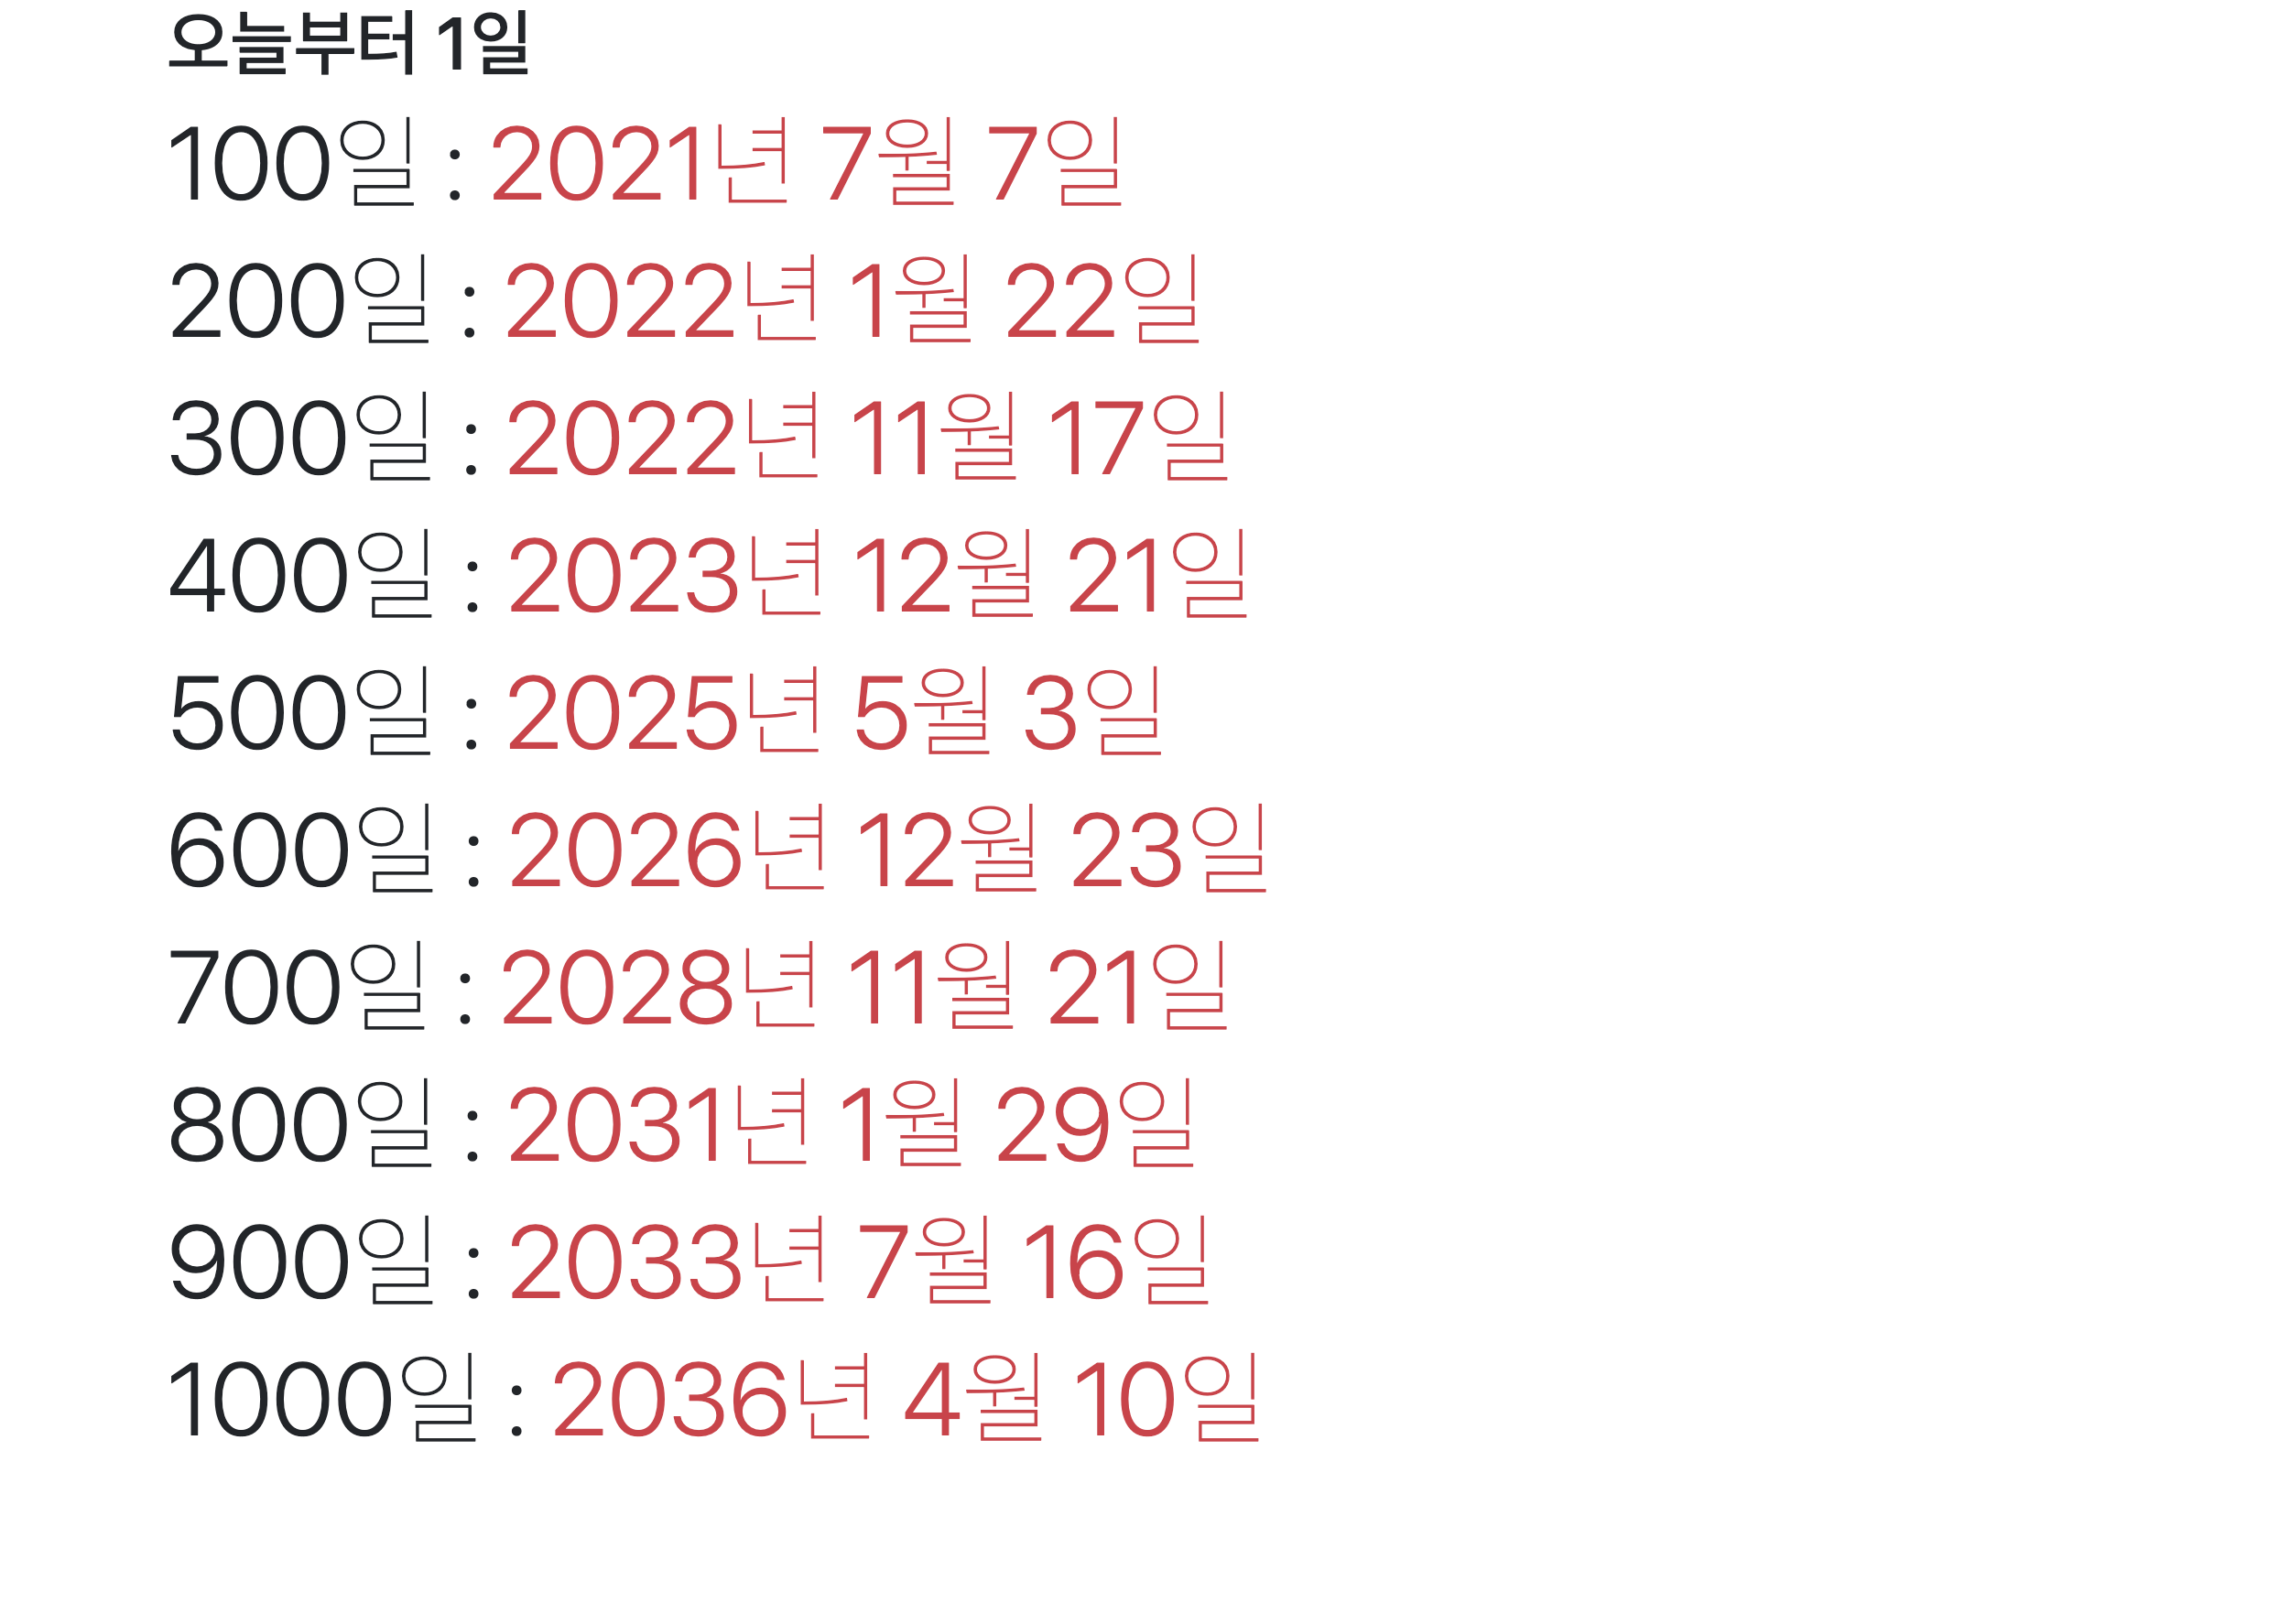 오늘부터 1일
100일 : 2021년 7월 7일
200일 : 2022년 1월 22일
300일 : 2022년 11월 17일
400일 : 2023년 12월 21일
500일 : 2025년 5월 3일
600일 : 2026년 12월 23일
700일 : 2028년 11월 21일
800일 : 2031년 1월 29일
900일 : 2033년 7월 16일
1000일 : 2036년 4월 10일